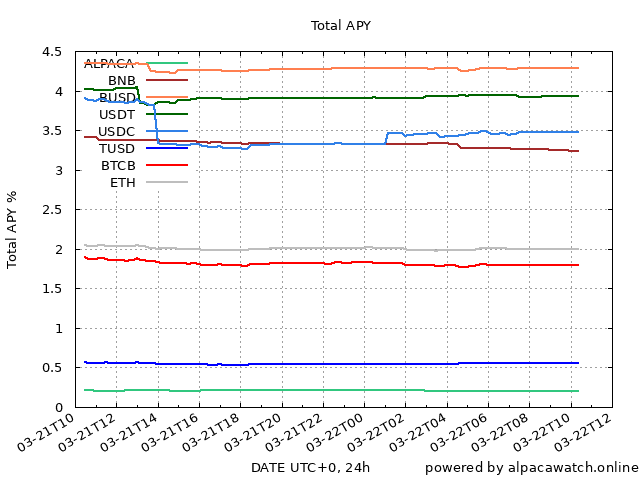 Total APY
Total APY %
4.5
4
3.5
3
2.5
2
1.5
1
0.5
0
ALPACA
BNB
BUSD
USDT
USDC
TUSD
BTCB
ETH
03-21T10
03-21T12
03-21T14
03-21T16
03-21T18
03-21T20
03-21T22
03-22T00
03-22T02
03-22T04
03-22T06
03-22T08
03-22T10
03-22T12
DATE UTC+0, 24h
powered by alpacawatch.online